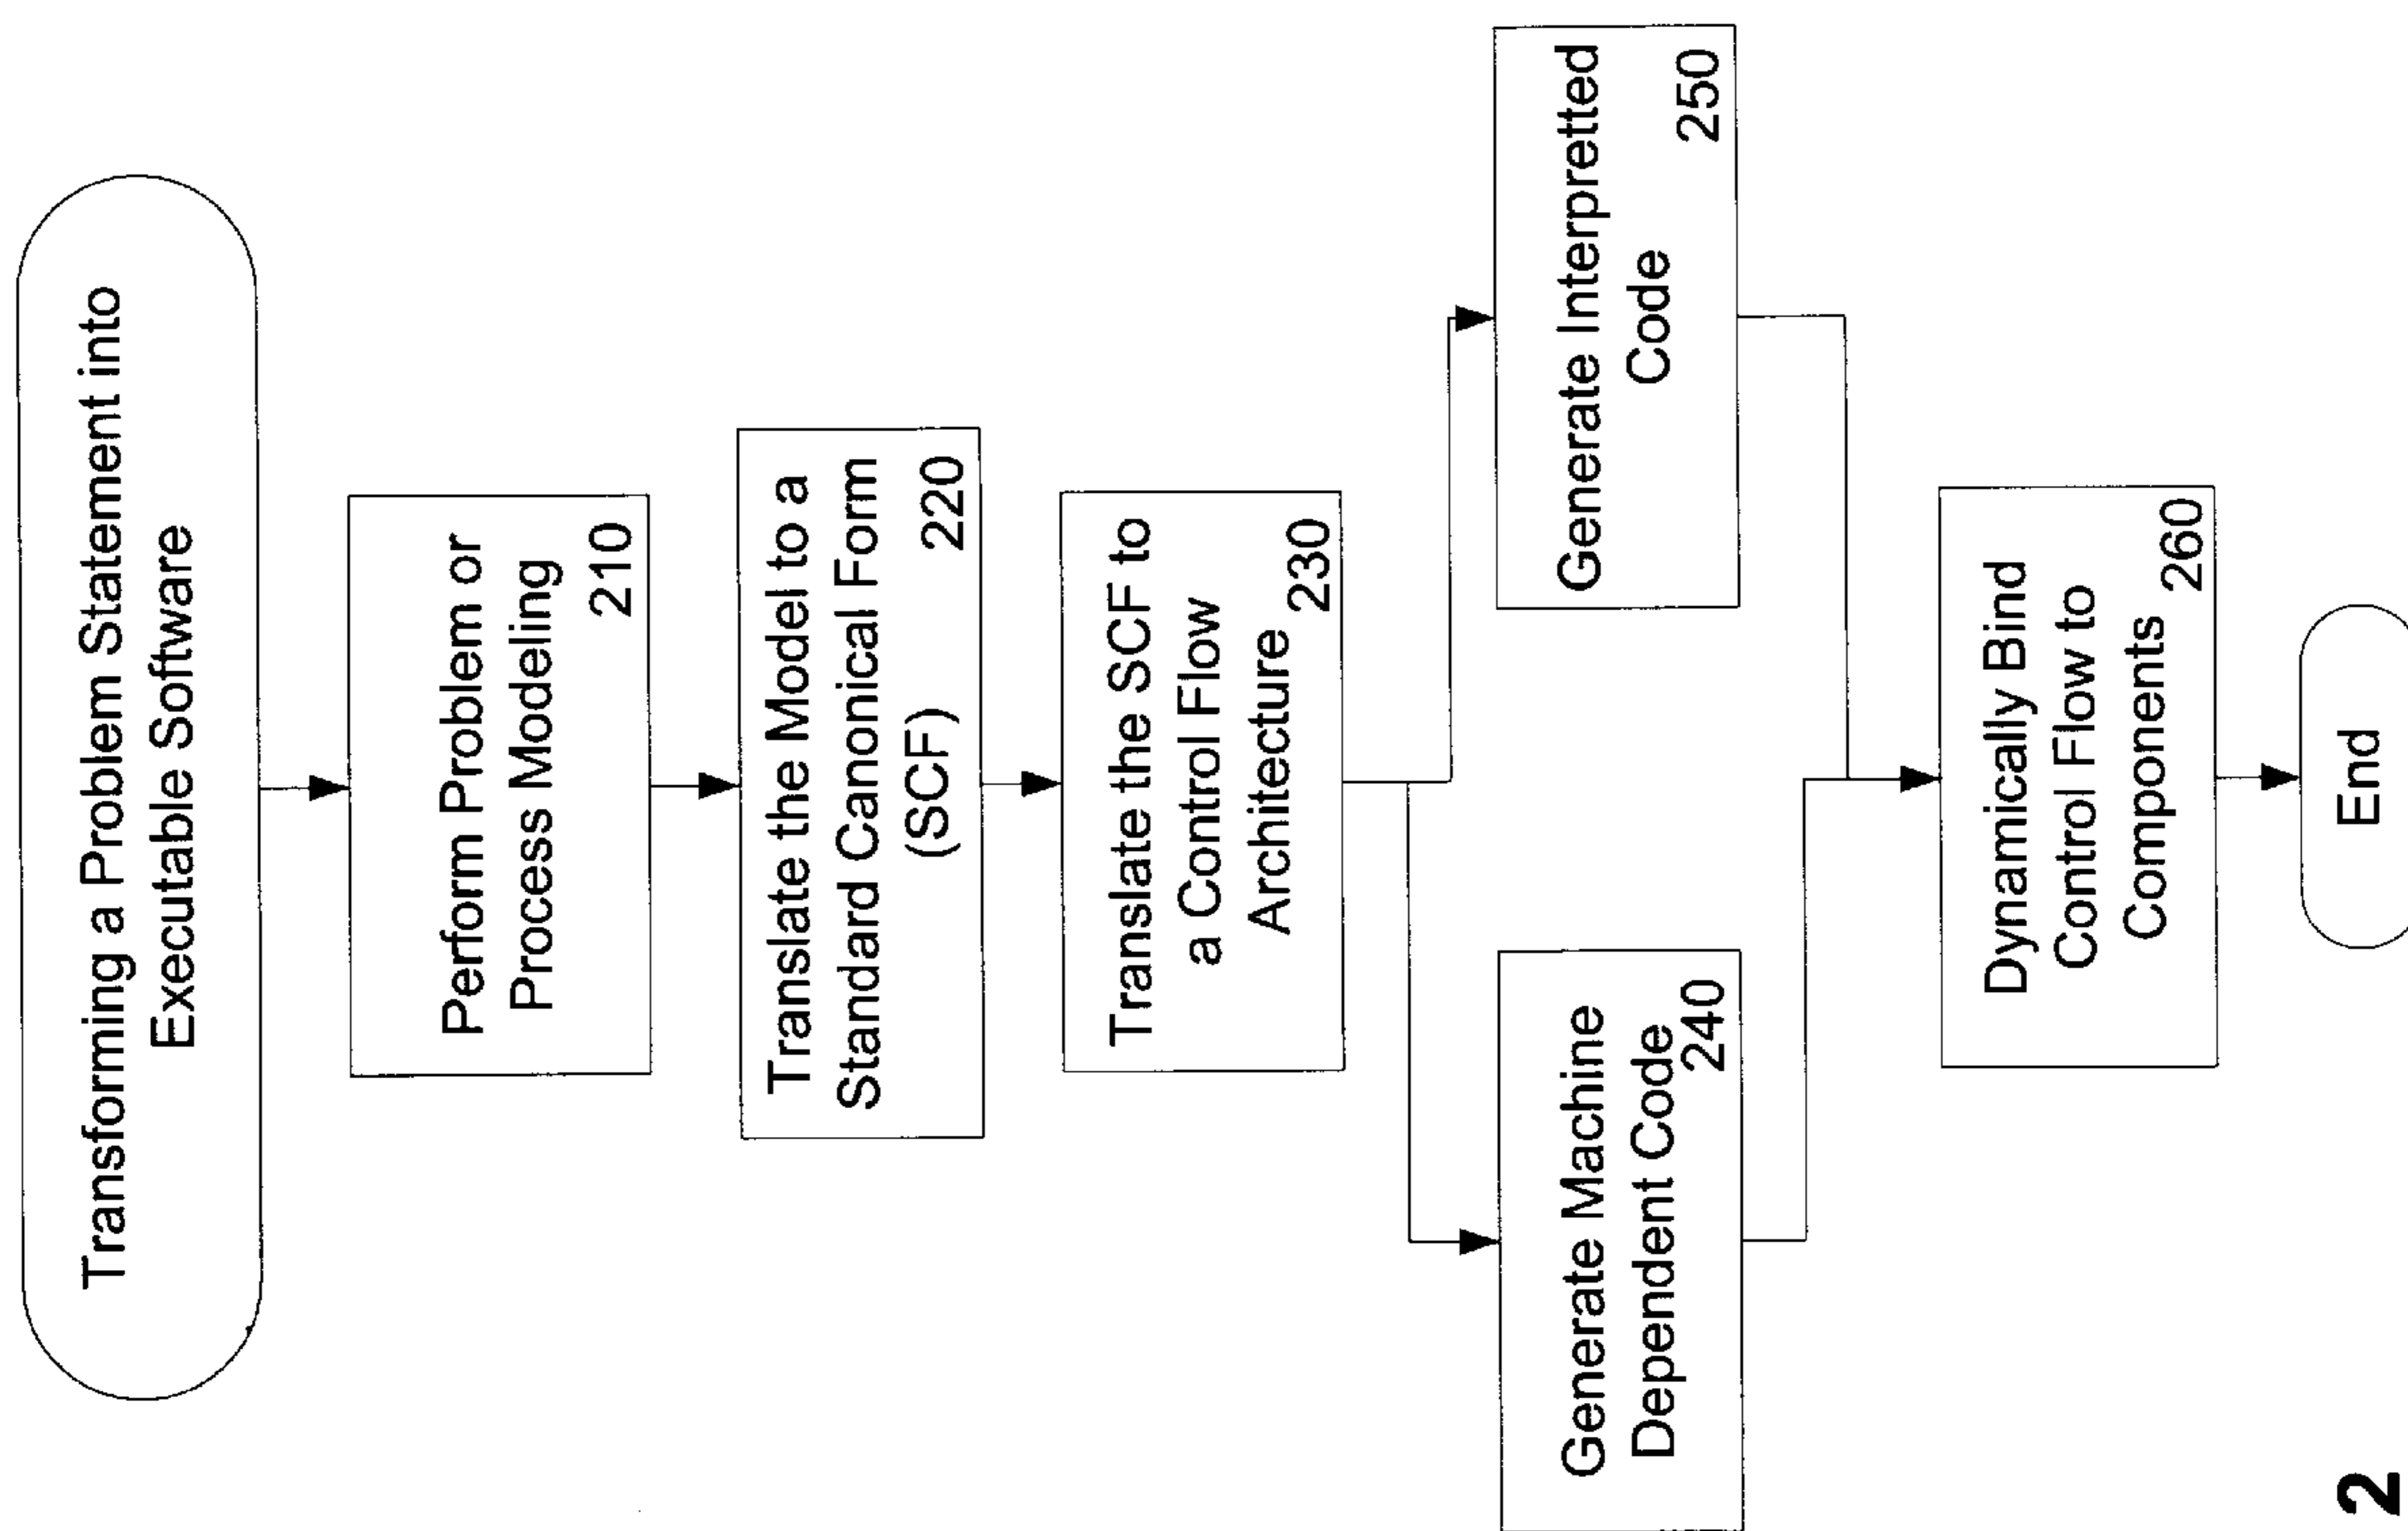 Transforming a Problem Statement into
Executable Software
Perform Problem or
Process Modeling
210
Translate the Model to a
Standard Canonical Form
(SCF)
220
Translate the SCF to
a Control Flow
Architecture
230
Generate Machine
Dependent Code
240
Generate Interpretted
Code
250
Dynamically Bind
Control Flow to
Components
260
End
2